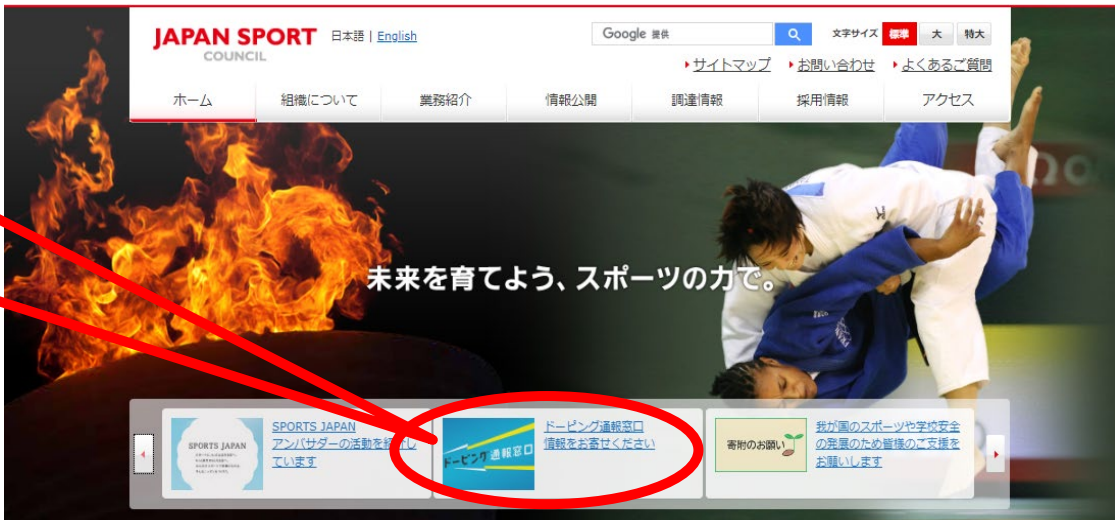 JAPAN SPORT
COUNCIL
日本語 | English
Google 提供
文字サイズ 標準 大 特大
サイトマップ お問い合わせ よくあるご質問
ホーム 組織について 業務紹介 情報公開 調達情報 採用情報 アクセス
未来を育てよう、スポーツの力で。
SPORTS JAPAN
SPORTS JAPAN
アンバサダーの活動を紹介し
ています
ドーピング通報窓口
ドーピング通報窓口
情報をお寄せください
寄附のお願い
我が国のスポーツや学校安全
の発展のため皆様のご支援を
お願いします